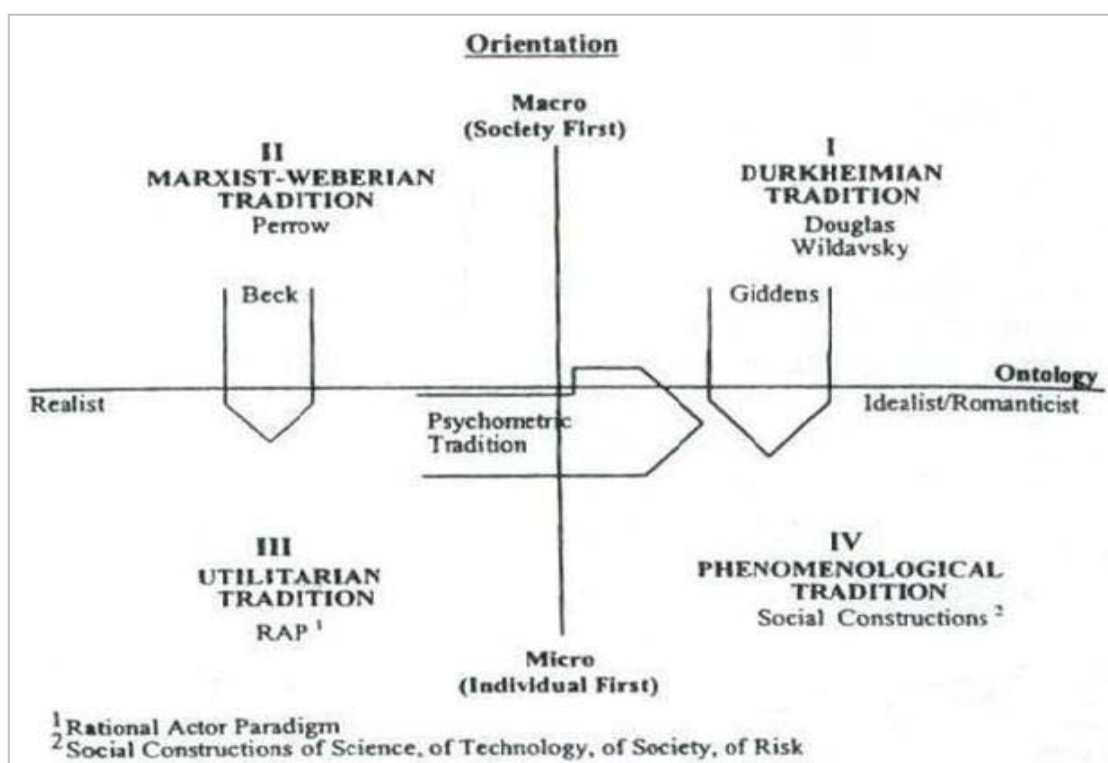 Orientation
Macro
(Society First)
II
MARXIST-WEBERIAN
TRADITION
Perrow
I
DURKHEIMIAN
TRADITION
Douglas
Wildavsky
Beck
Giddens
Ontology
Realist
Idealist/Romanticist
Psychometric
Tradition
III
UTILITARIAN
TRADITION
RAP 1
IV
PHENOMENOLOGICAL
TRADITION
Social Constructions 2
Micro
(Individual First)
1 Rational Actor Paradigm
2 Social Constructions of Science, of Technology, of Society, of Risk